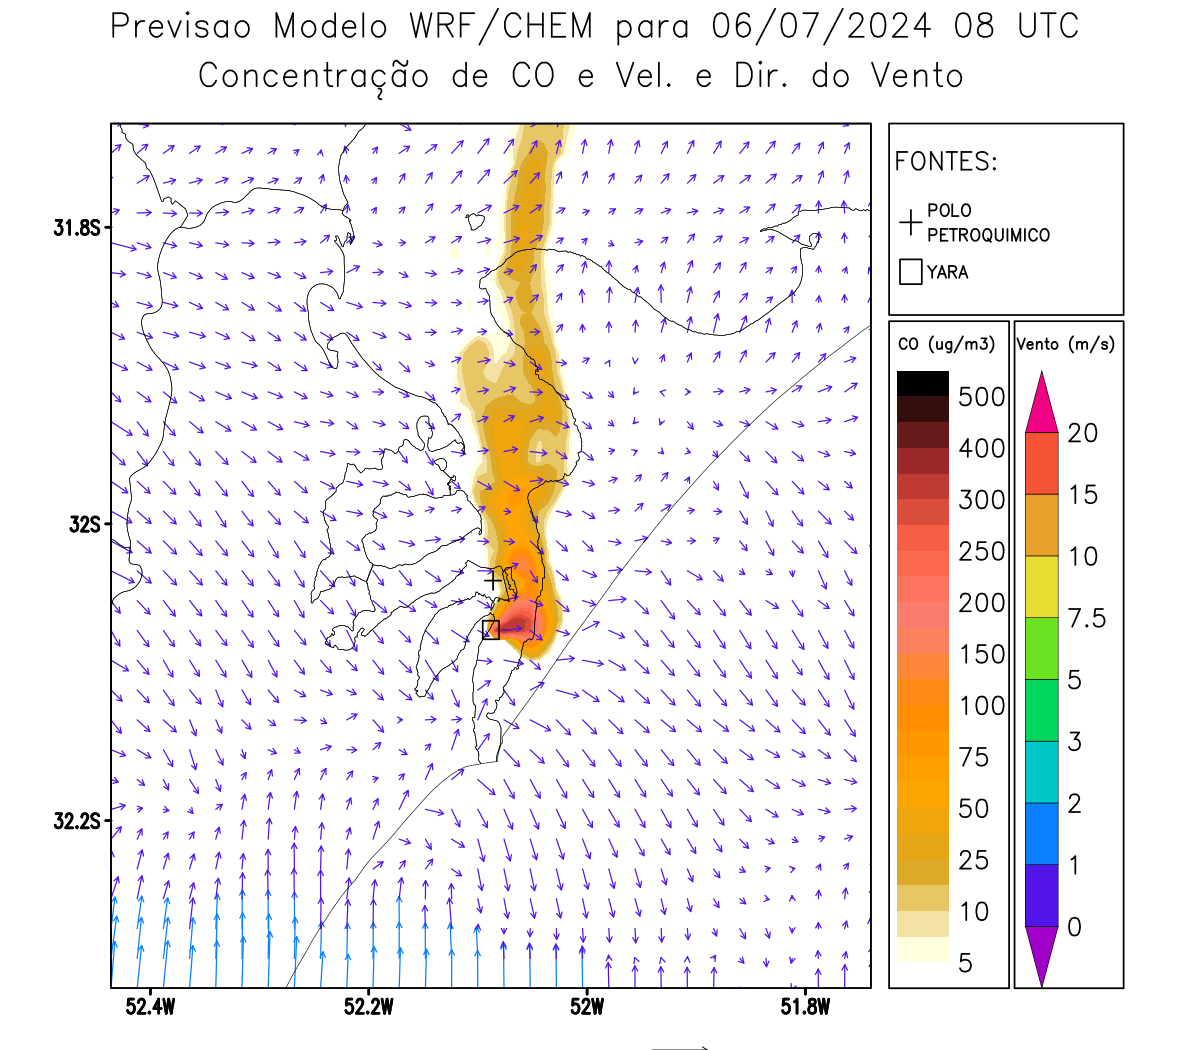 Previsao Modelo WRF/CHEM para 06/07/2024 08 UTC
Concentração de CO e Vel. e Dir. do Vento
FONTES:
POLO
PETROQUIMICO
YARA
CO (ug/m3)
500
400
300
250
200
150
100
75
50
25
10
5
Vento (m/s)
20
15
10
7.5
5
3
2
1
0
31.8S
32S
32.2S
52.4W
52.2W
52W
51.8W